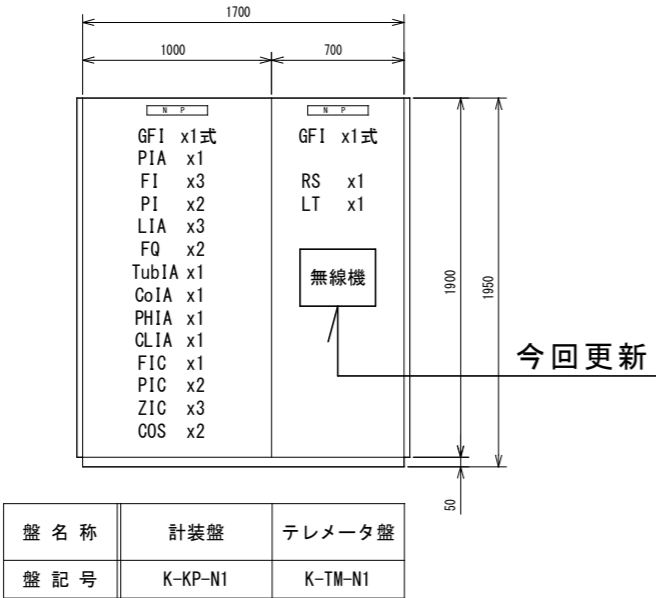 1700
1000 700
N P
N P
GFI x1式
PIA x1
FI x3
PI x2
LIA x3
FQ x2
TubIA x1
CoIA x1
PHIA x1
CLIA x1
FIC x1
PIC x2
ZIC x3
COS x2
GFI x1式
RS x1
LT x1
無線機
1900
1950
50
今回更新
盤名称 計装盤 テレメータ盤
盤記号 K-KP-N1 K-TM-N1